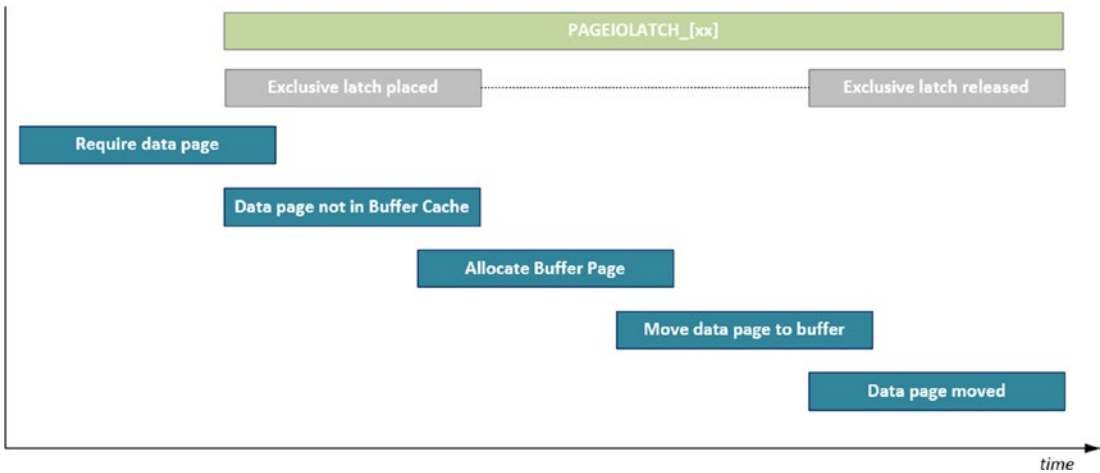 PAGEIOLATCH_[xx]
Exclusive latch placed
Exclusive latch released
Require data page
Data page not in Buffer Cache
Allocate Buffer Page
Move data page to buffer
Data page moved
time